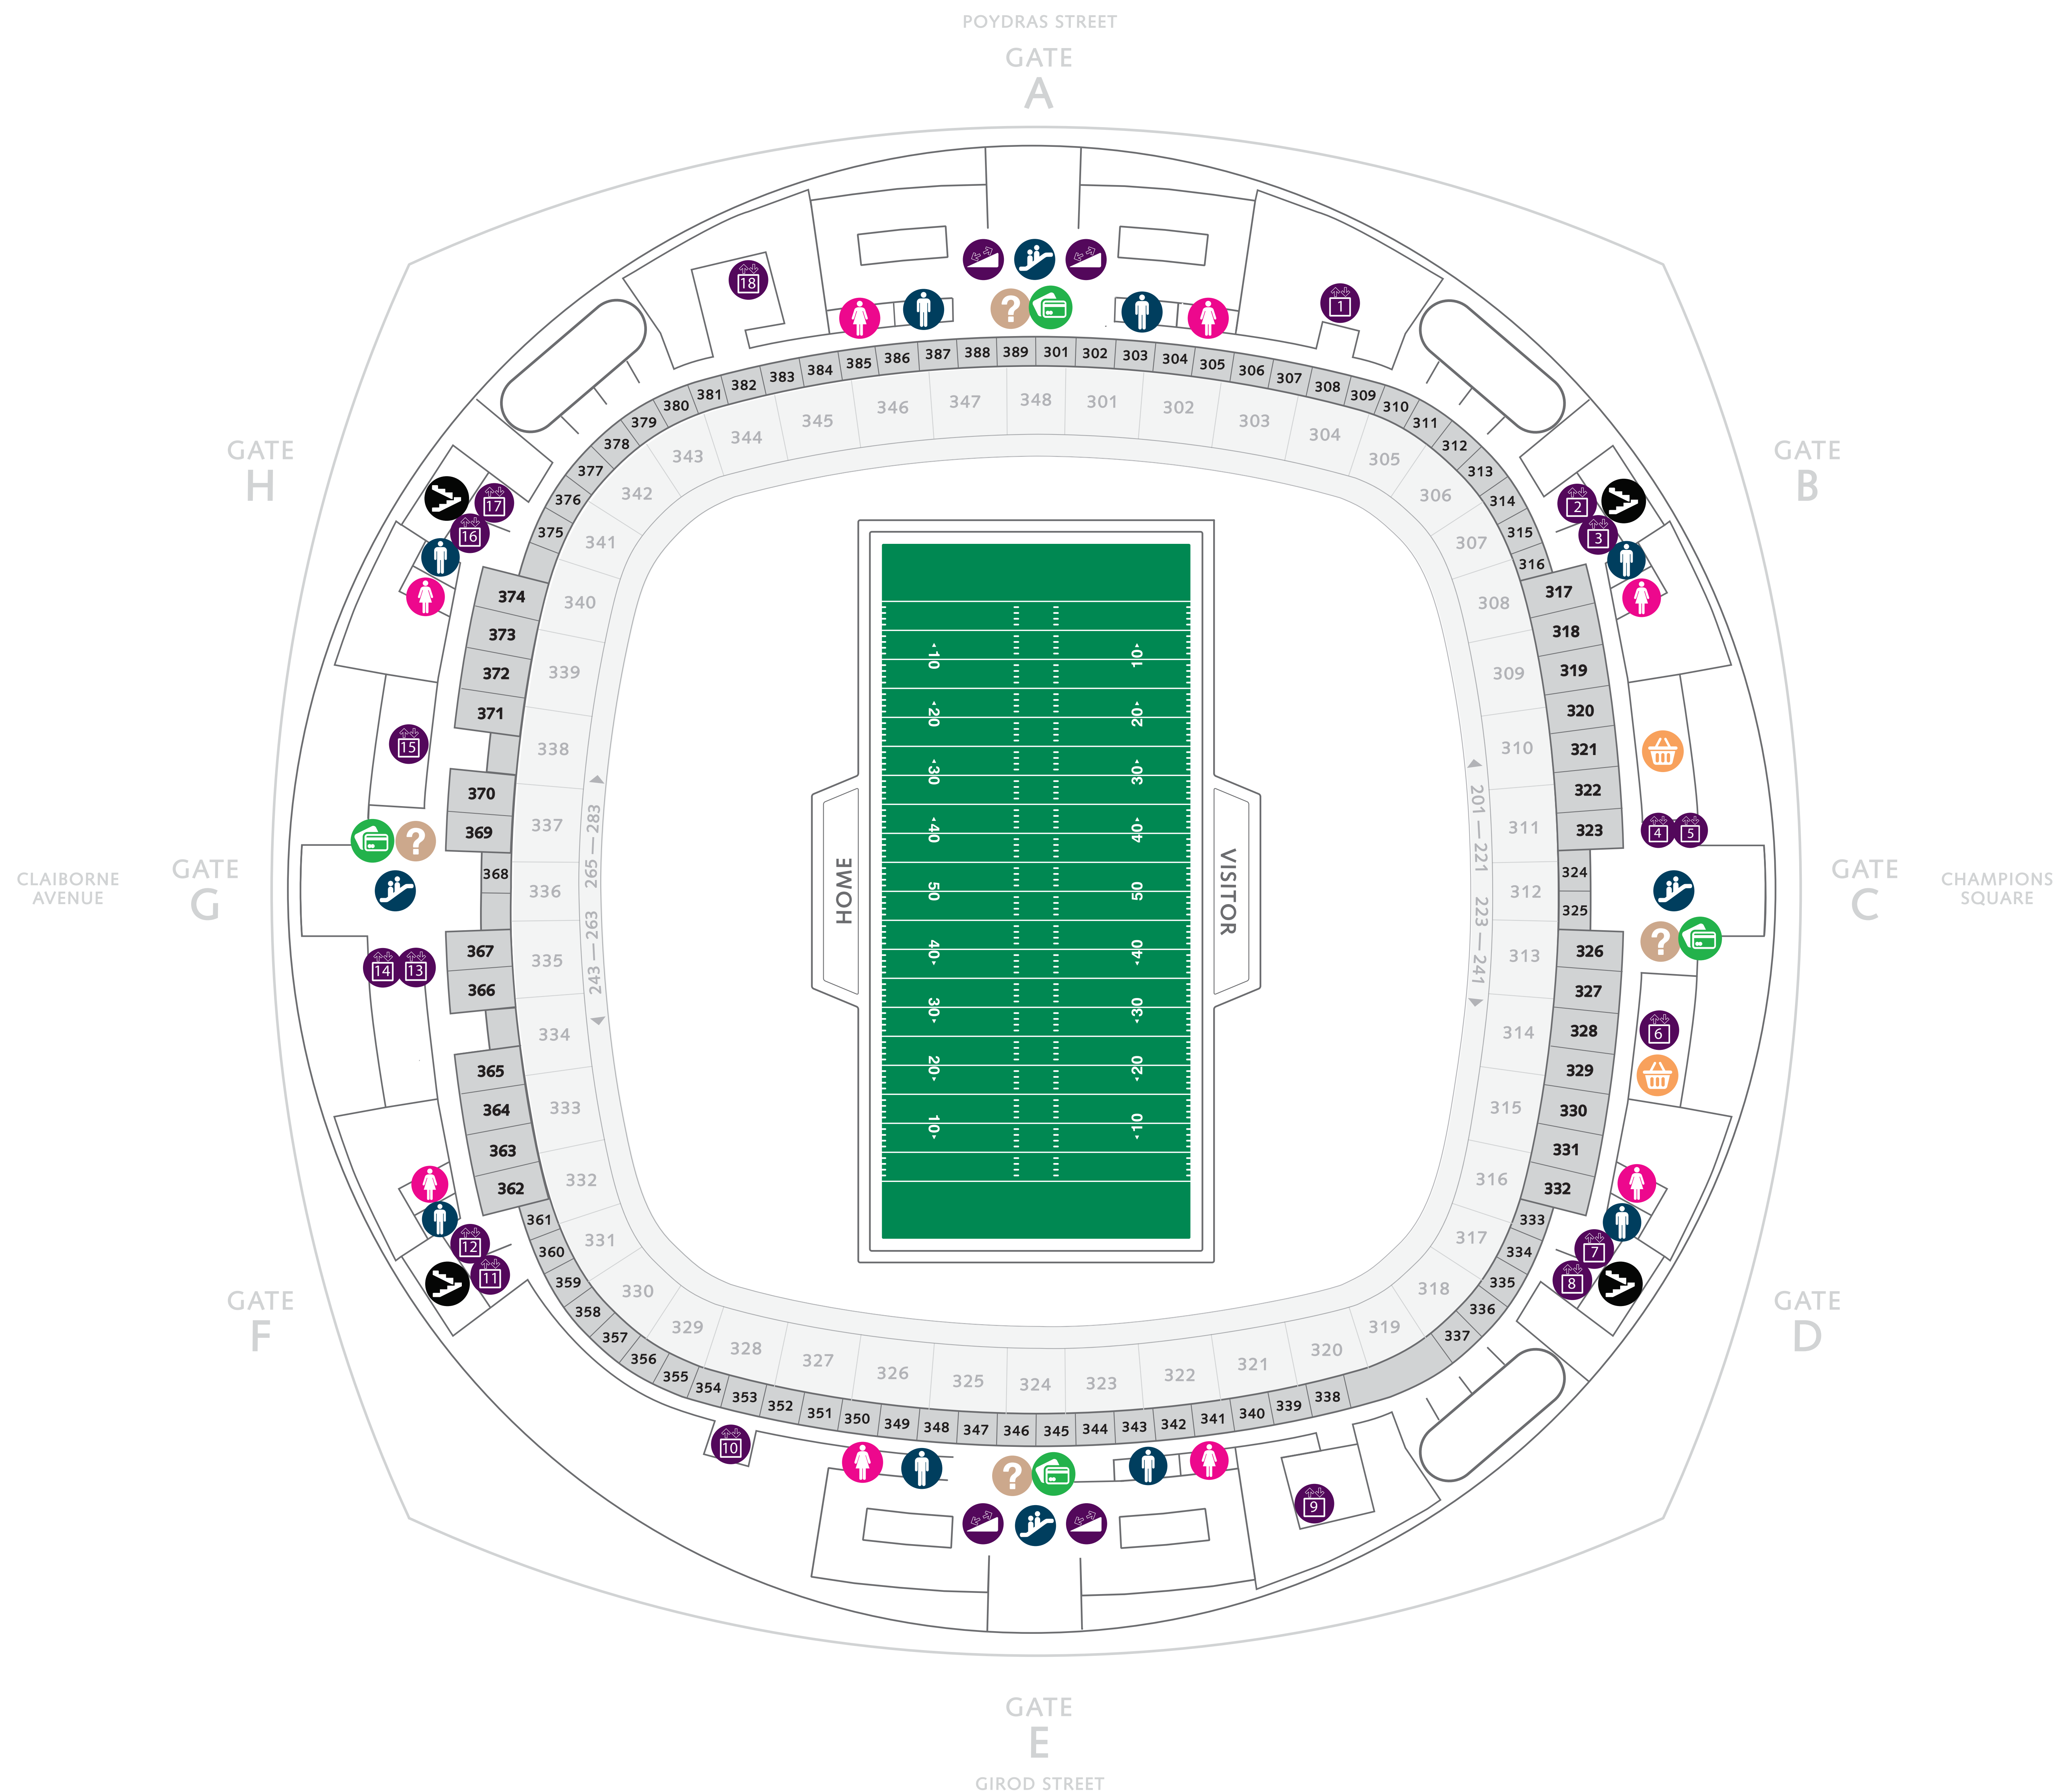 POYDRAS STREET
GATE
A
GATE
H
GATE
B
GATE
G
CLAIBORNE
AVENUE
GATE
C
CHAMPIONS
SQUARE
GATE
F
GATE
D
GATE
E
GIROD STREET
18
?
1
385 386 387 388 389 301 302 303 304 305
381 382 383 384 306 307 308 309
380 310
379 311
378 312
377 313
376 314
375 315
316
374 317
373 318
372 319
371 320
321
370 322
369 323
368 324
325
367 326
366 327
328
365 329
364 330
363 331
362 332
361 333
360 334
359 335
358 336
357 337
356
355
354
353 338
352 339
351 340
350 349 348 347 346 345 344 343 342 341
345 346 347 348 301 302 303
344 304
343 305
342 306
341 307
340 308
339 309
338 310
337 311
336 312
335 313
334 314
333 315
332 316
331 317
330 318
329 319
328 320
327 326 325 324 323 322 321
265 — 283
243 — 263
201 — 221
223 — 241
HOME
VISITOR
10 10
20 20
30 30
40 40
50 50
40 40
30 30
20 20
10 10
17
16
2
3
15
?
4 5
14 13
?
6
12
11
7
8
10
?
9